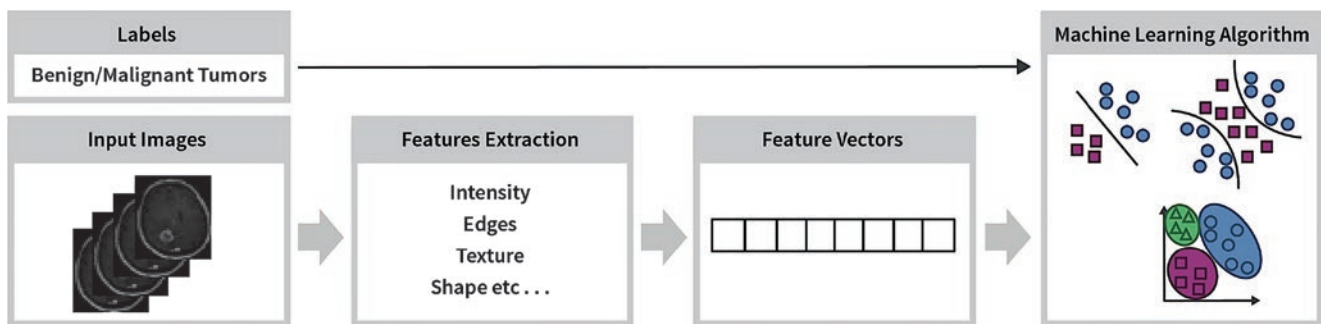 Labels
Benign/Malignant Tumors
Machine Learning Algorithm
Input Images
Features Extraction
Intensity
Edges
Texture
Shape etc . . .
Feature Vectors